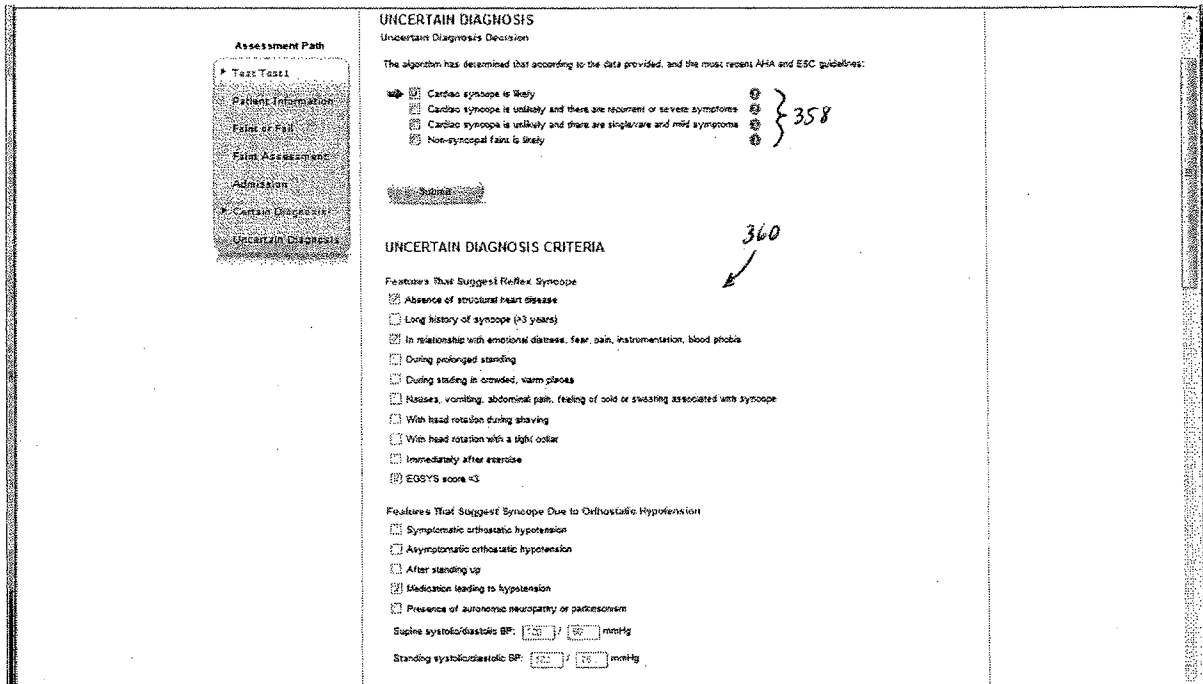 UNCERTAIN DIAGNOSIS
Uncertain Diagnosis Decision
Assessment Path
Test Test1
Patient Information
Faint or Fall
Faint Assessment
Admission
Certain Diagnosis
Uncertain Diagnosis
The algorithm has determined that according to the data provided, and the most recent AHA and ESC guidelines:
Cardiac syncope is likely
Cardiac syncope is unlikely and there are recurrent or severe symptoms
Cardiac syncope is unlikely and there are single/rare and mild symptoms
Non-syncopal faint is likely
358
Submit
360
UNCERTAIN DIAGNOSIS CRITERIA
Features That Suggest Reflex Syncope
Absence of structural heart disease
Long history of syncope (>3 years)
In relationship with emotional distress, fear, pain, instrumentation, blood phobia
During prolonged standing
During stading in crowded, warm places
Nausea, vomiting, abdominal pain, feeling of cold or sweating associated with syncope
With head rotation during shaving
With head rotation with a tight collar
Immediately after exercise
EGSYS score <3
Features That Suggest Syncope Due to Orthostatic Hypotension
Symptomatic orthostatic hypotension
Asymptomatic orthostatic hypotension
After standing up
Medication leading to hypotension
Presence of autonomic neuropathy or parkinsonism
Supine systolic/diastolic BP: / mmHg
Standing systolic/diastolic BP: / mmHg